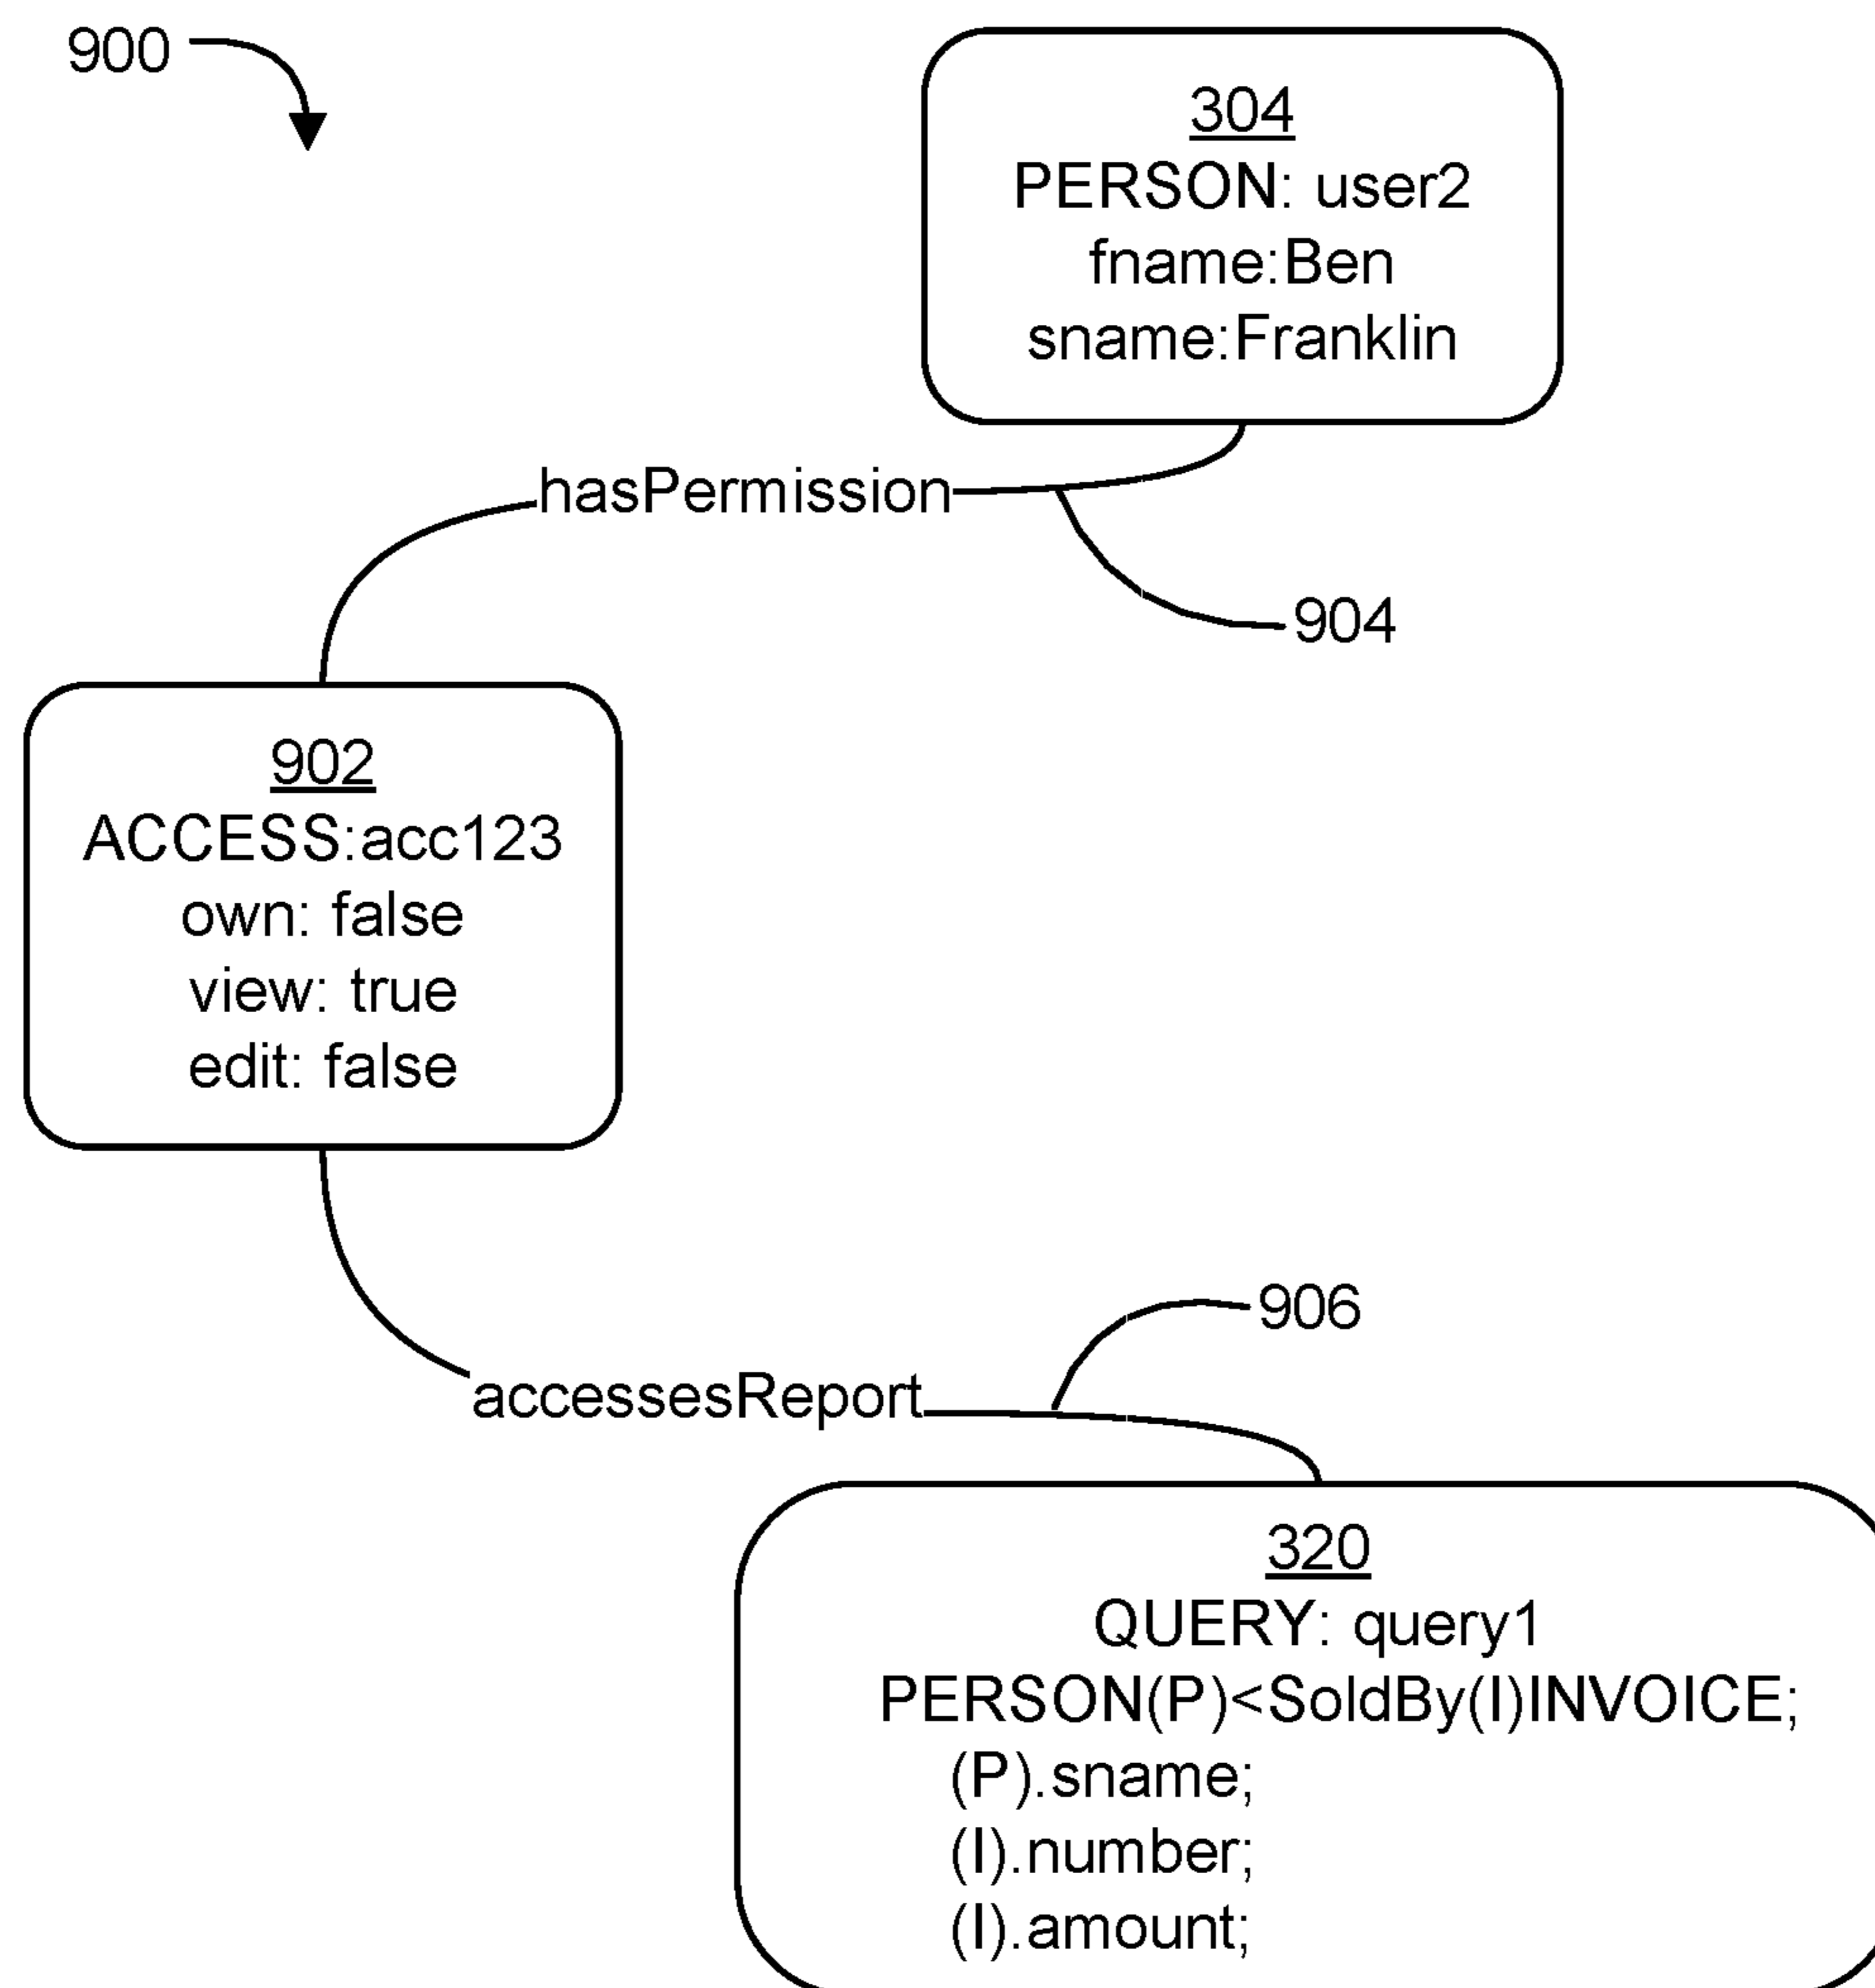 900
304
PERSON: user2
fname:Ben
sname:Franklin
hasPermission
904
902
ACCESS:acc123
own: false
view: true
edit: false
906
accessesReport
320
QUERY: query1
PERSON(P)<SoldBy(I)INVOICE;
(P).sname;
(I).number;
(I).amount;